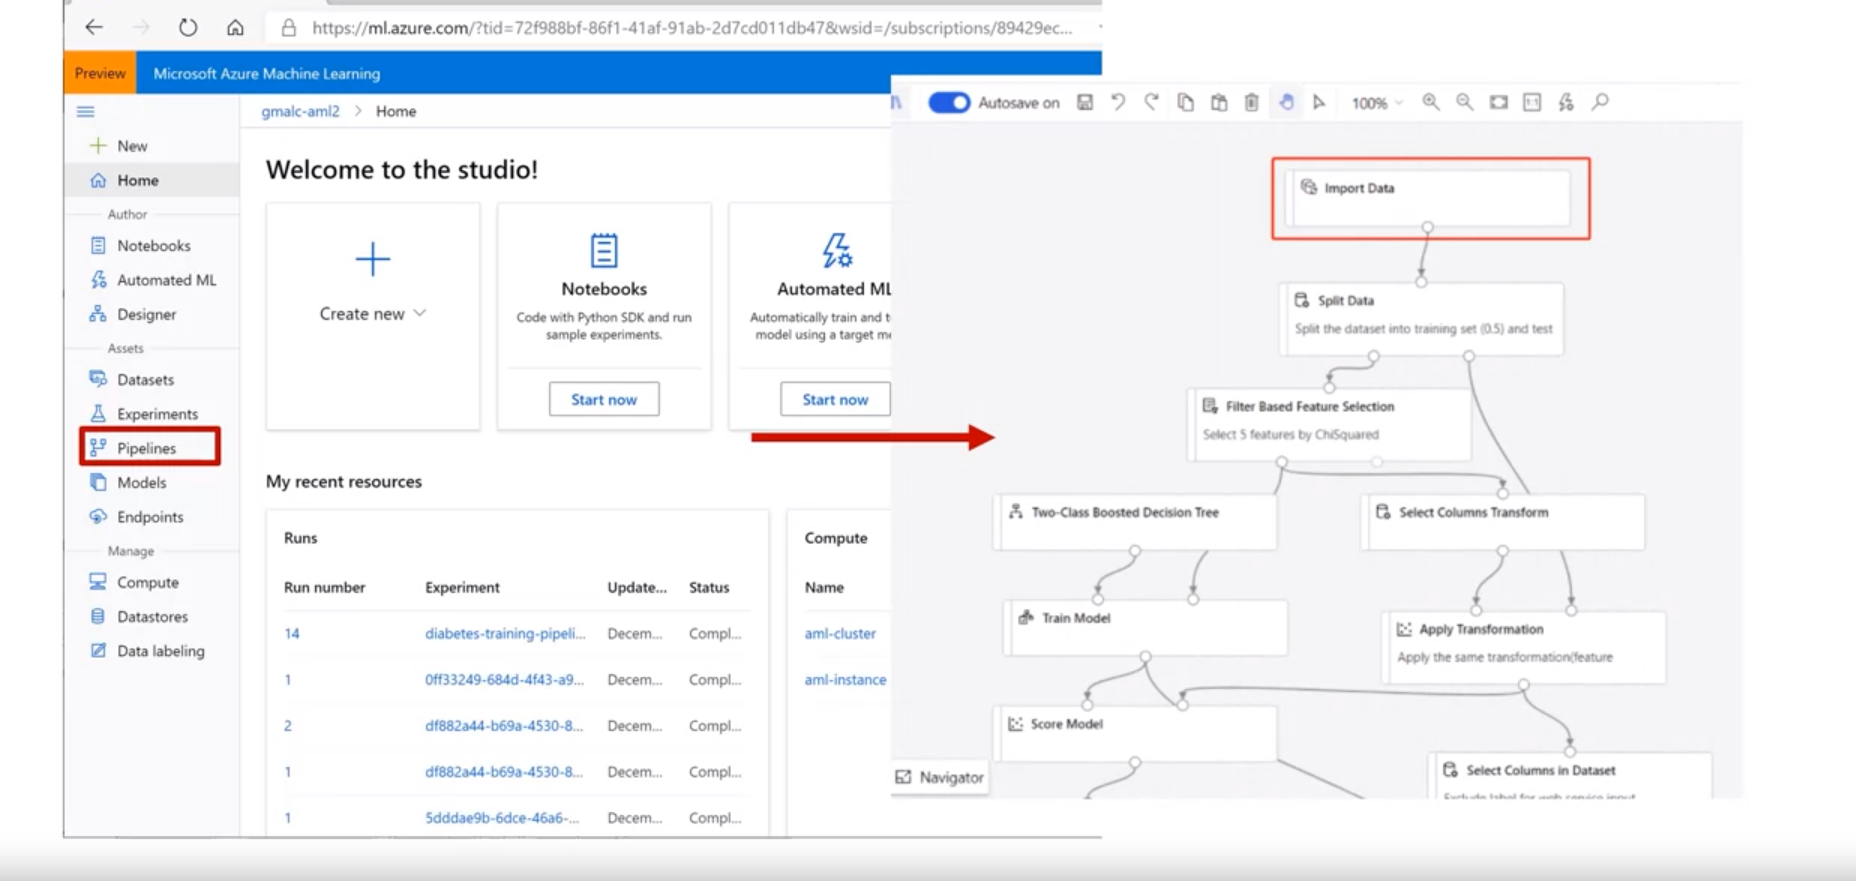 https://ml.azure.com/?tid=72f988bf-86f1-41af-91ab-2d7cd011db47&wsid=/subscriptions/89429ec...
Preview
Microsoft Azure Machine Learning
gmalc-aml2 > Home
New
Home
Author
Notebooks
Automated ML
Designer
Assets
Datasets
Experiments
Pipelines
Models
Endpoints
Manage
Compute
Datastores
Data labeling
Welcome to the studio!
Create new
Notebooks
Code with Python SDK and run
sample experiments.
Start now
Automated ML
Automatically train and t
model using a target m
Start now
My recent resources
Runs
Run number Experiment Update... Status
14 diabetes-training-pipeli... Decem... Compl...
1 0ff33249-684d-4f43-a9... Decem... Compl...
2 df882a44-b69a-4530-8... Decem... Compl...
1 df882a44-b69a-4530-8... Decem... Compl...
1 5dddae9b-6dce-46a6-... Decem... Compl...
Compute
Name
aml-cluster
aml-instance
Autosave on
100%
1:1
Import Data
Split Data
Split the dataset into training set (0.5) and test
Filter Based Feature Selection
Select 5 features by ChiSquared
Two-Class Boosted Decision Tree
Select Columns Transform
Train Model
Apply Transformation
Apply the same transformation(feature
Score Model
Select Columns in Dataset
Exclude label for web service input
Navigator